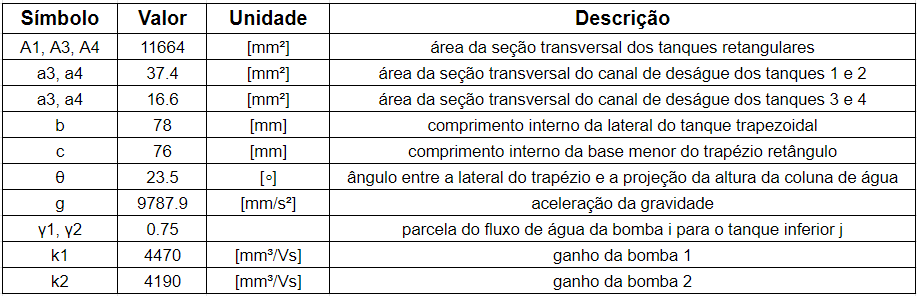 Símbolo Valor Unidade Descrição
A1, A3, A4 11664 [mm²] área da seção transversal dos tanques retangulares
a3, a4 37.4 [mm²] área da seção transversal do canal de deságue dos tanques 1 e 2
a3, a4 16.6 [mm²] área da seção transversal do canal de deságue dos tanques 3 e 4
b 78 [mm] comprimento interno da lateral do tanque trapezoidal
c 76 [mm] comprimento interno da base menor do trapézio retângulo
θ 23.5 [∘] ângulo entre a lateral do trapézio e a projeção da altura da coluna de água
g 9787.9 [mm/s²] aceleração da gravidade
γ1, γ2 0.75 parcela do fluxo de água da bomba i para o tanque inferior j
k1 4470 [mm³/Vs] ganho da bomba 1
k2 4190 [mm³/Vs] ganho da bomba 2